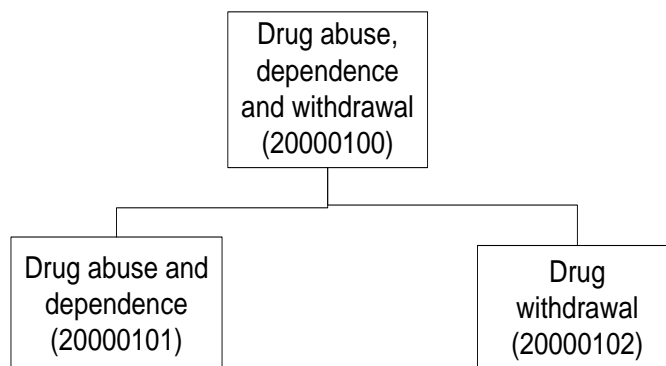 Drug abuse,
dependence
and withdrawal
(20000100)
Drug abuse and
dependence
(20000101)
Drug
withdrawal
(20000102)